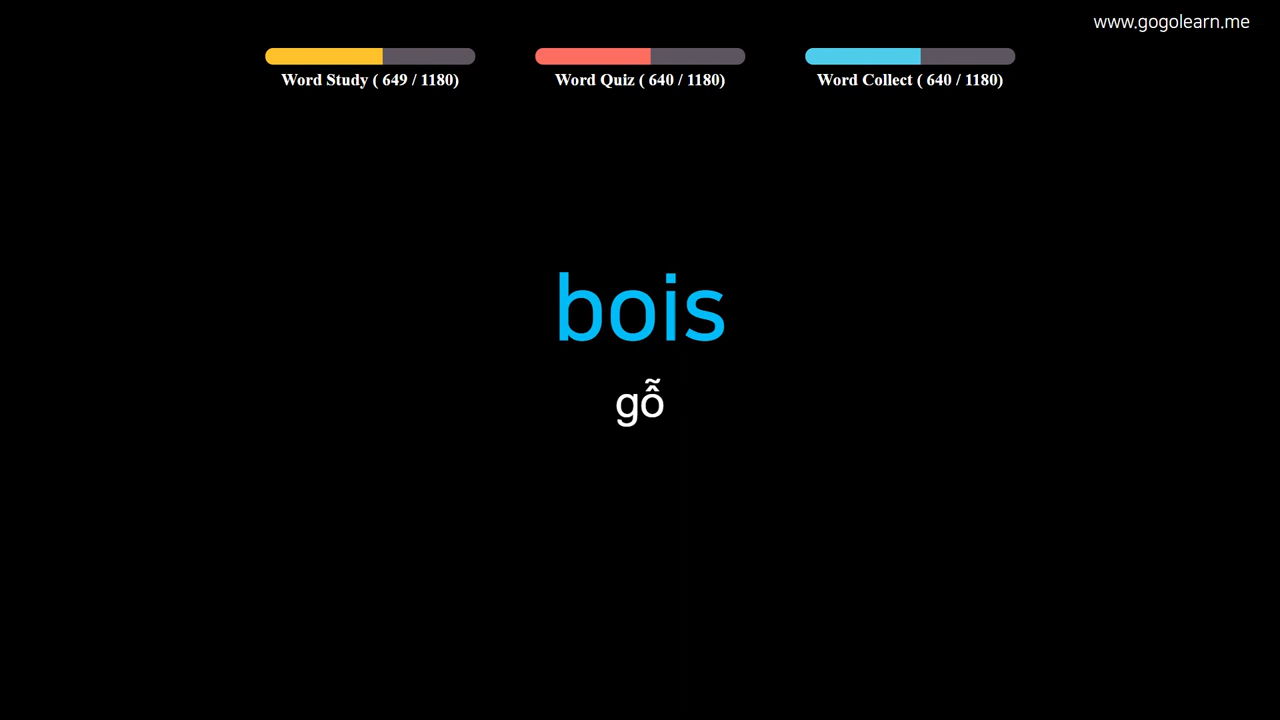 www.gogolearn.me
Word Study ( 649 / 1180)
Word Quiz ( 640 / 1180)
Word Collect ( 640 / 1180)
bois
gỗ